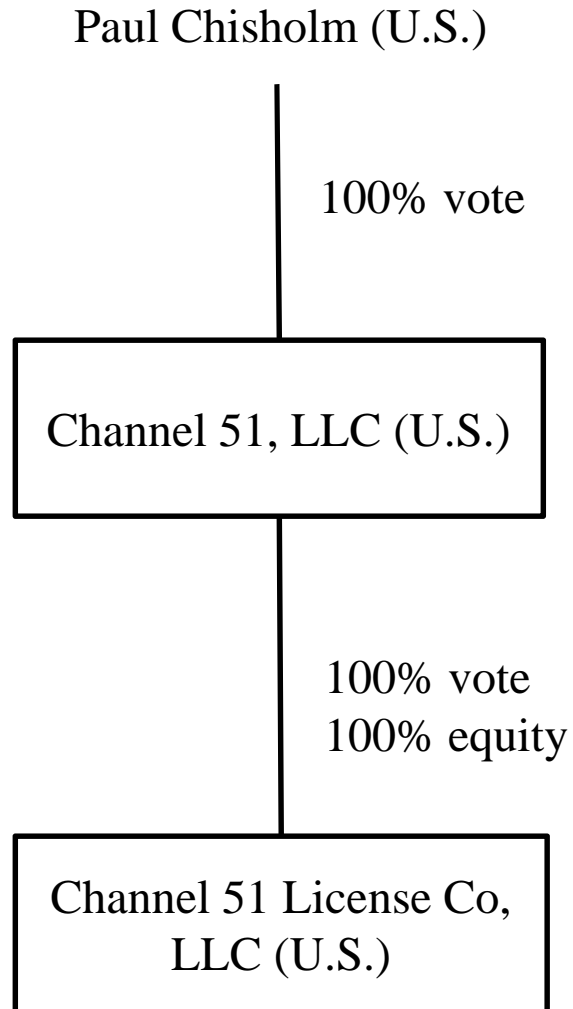 Paul Chisholm (U.S.)
100% vote
Channel 51, LLC (U.S.)
100% vote
100% equity
Channel 51 License Co,
LLC (U.S.)